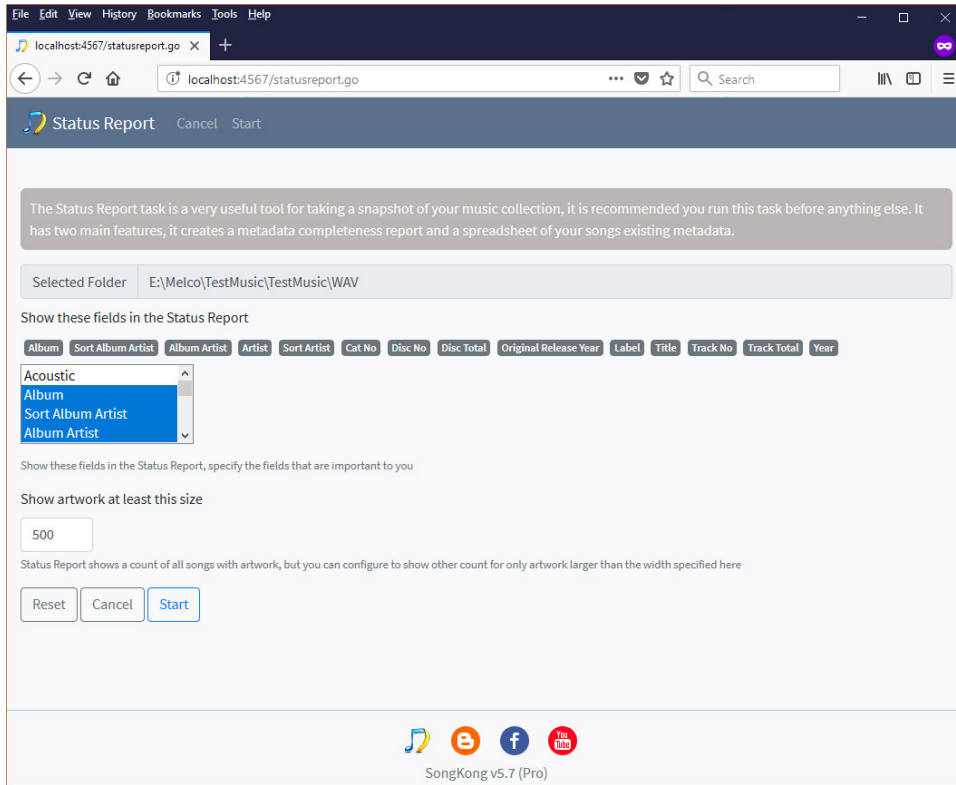 File Edit View History Bookmarks Tools Help
localhost:4567/statusreport.go
localhost:4567/statusreport.go
Search
Status Report Cancel Start
The Status Report task is a very useful tool for taking a snapshot of your music collection, it is recommended you run this task before anything else. It
has two main features, it creates a metadata completeness report and a spreadsheet of your songs existing metadata.
Selected Folder E:\Melco\TestMusic\TestMusic\WAV
Show these fields in the Status Report
Album Sort Album Artist Album Artist Artist Sort Artist Cat No Disc No Disc Total Original Release Year Label Title Track No Track Total Year
Acoustic
Album
Sort Album Artist
Album Artist
Show these fields in the Status Report, specify the fields that are important to you
Show artwork at least this size
500
Status Report shows a count of all songs with artwork, but you can configure to show other count for only artwork larger than the width specified here
Reset Cancel Start
You
Tube
SongKong v5.7 (Pro)